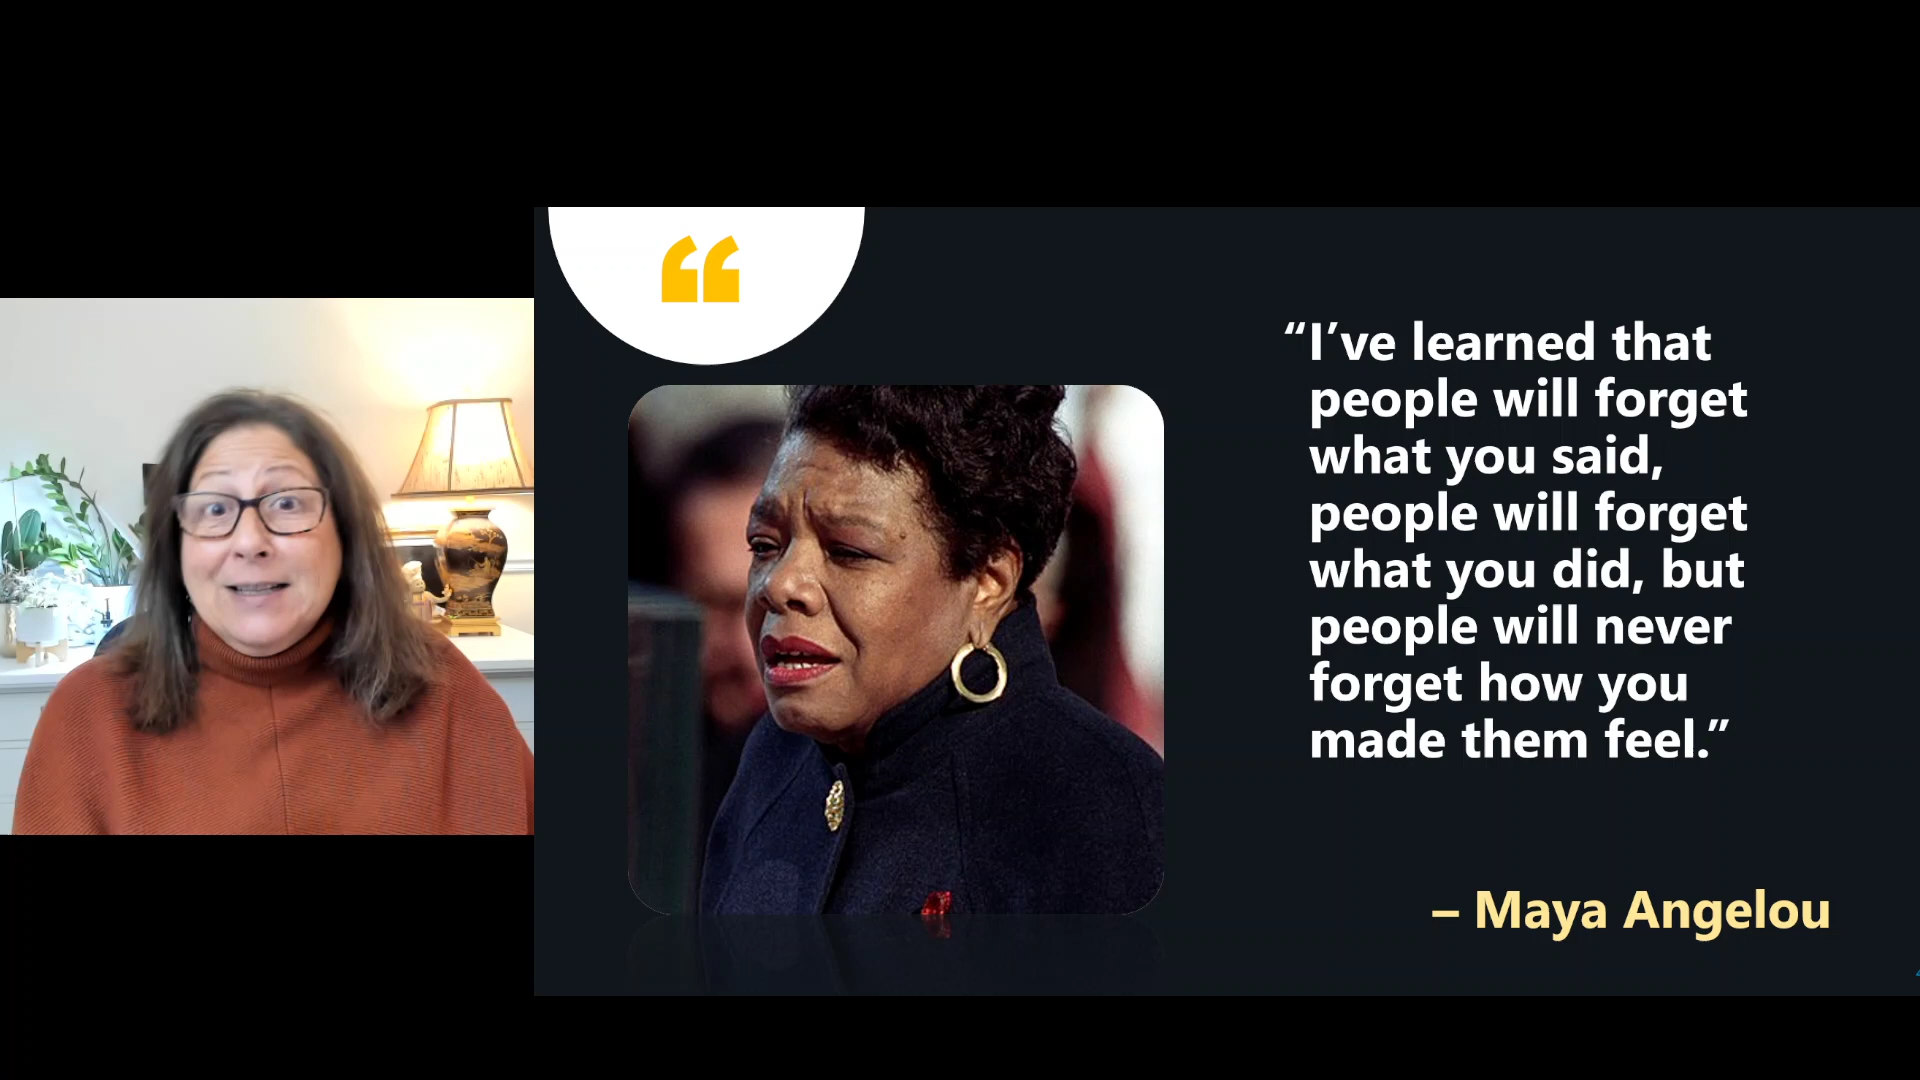 “I’ve learned that
people will forget
what you said,
people will forget
what you did, but
people will never
forget how you
made them feel.”
– Maya Angelou